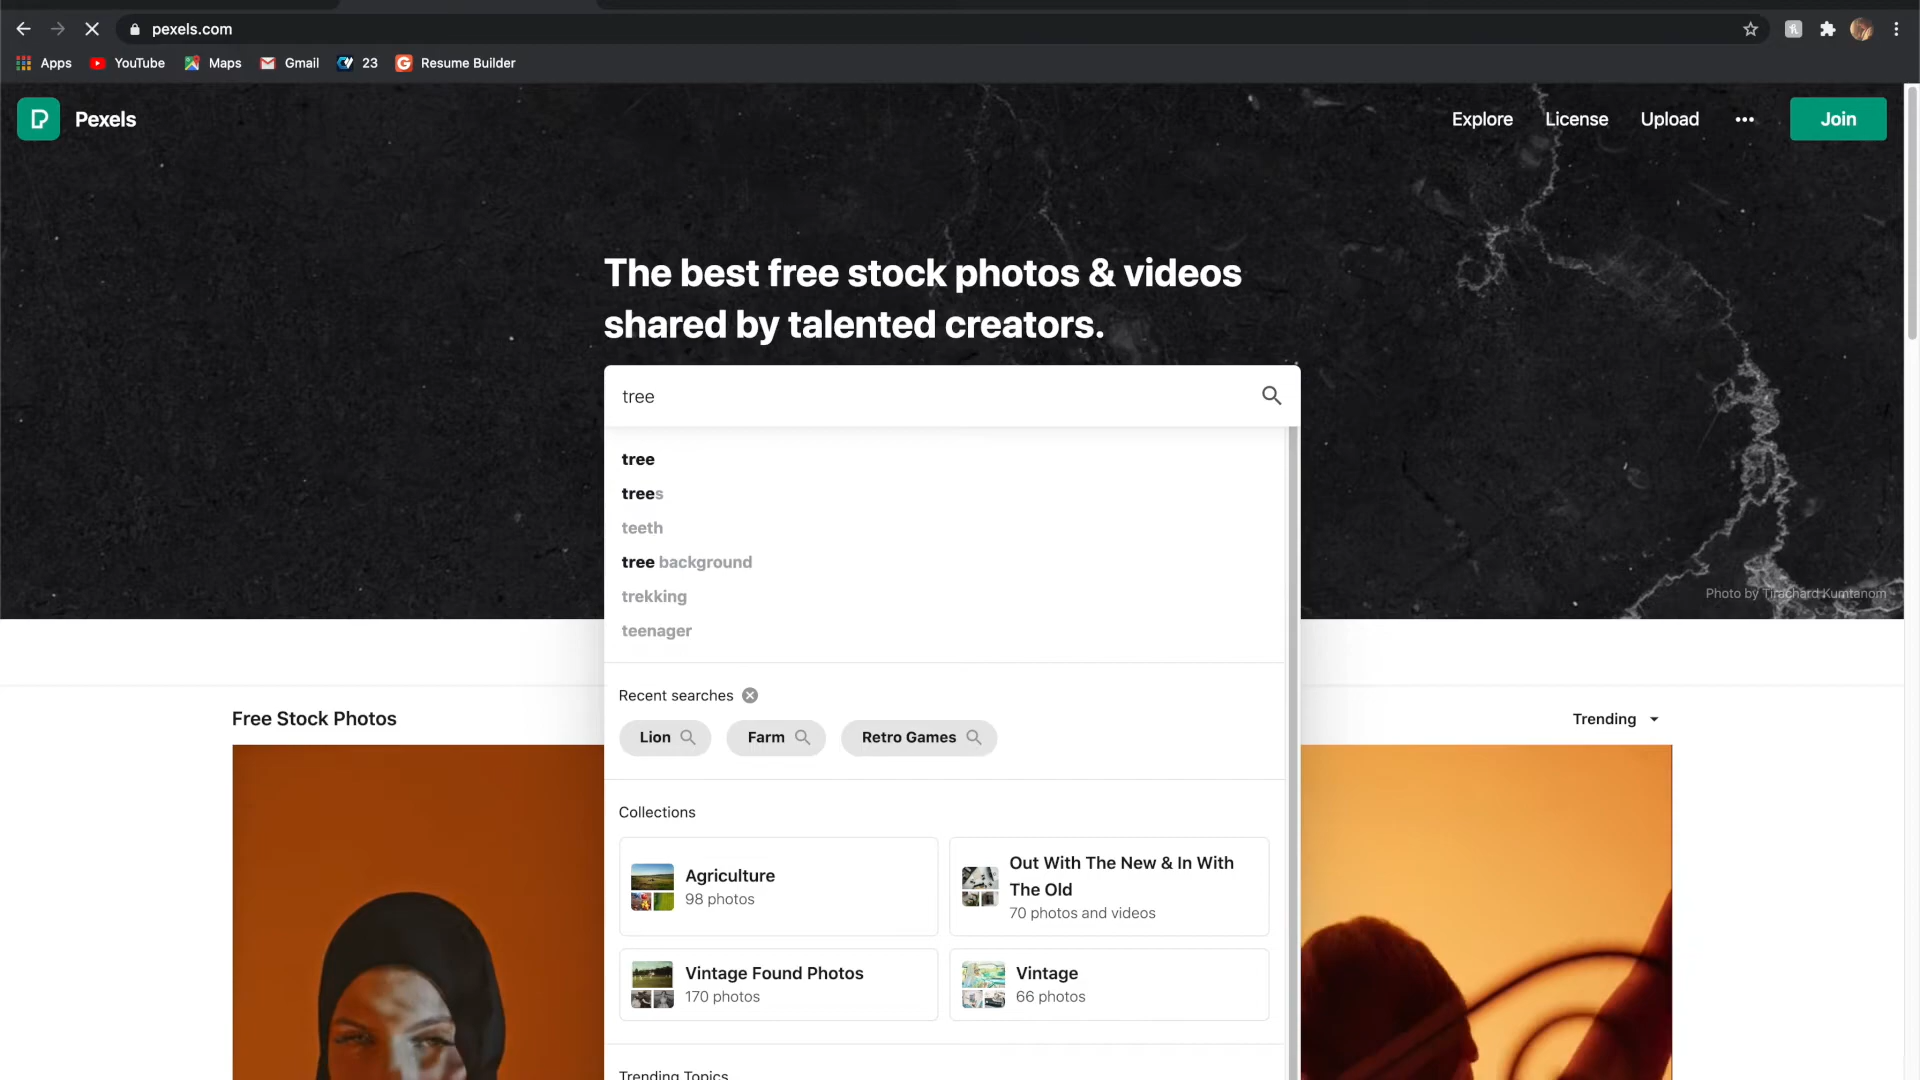 pexels.com
Apps YouTube Maps Gmail 23 Resume Builder
Pexels
Explore License Upload ••• Join
The best free stock photos & videos
shared by talented creators.
tree
tree
trees
teeth
tree background
trekking
teenager
Photo by Tirachard Kumtanom
Recent searches
Lion Farm Retro Games
Free Stock Photos
Trending
Collections
Agriculture
98 photos
Out With The New & In With
The Old
70 photos and videos
Vintage Found Photos
170 photos
Vintage
66 photos
Trending Topics